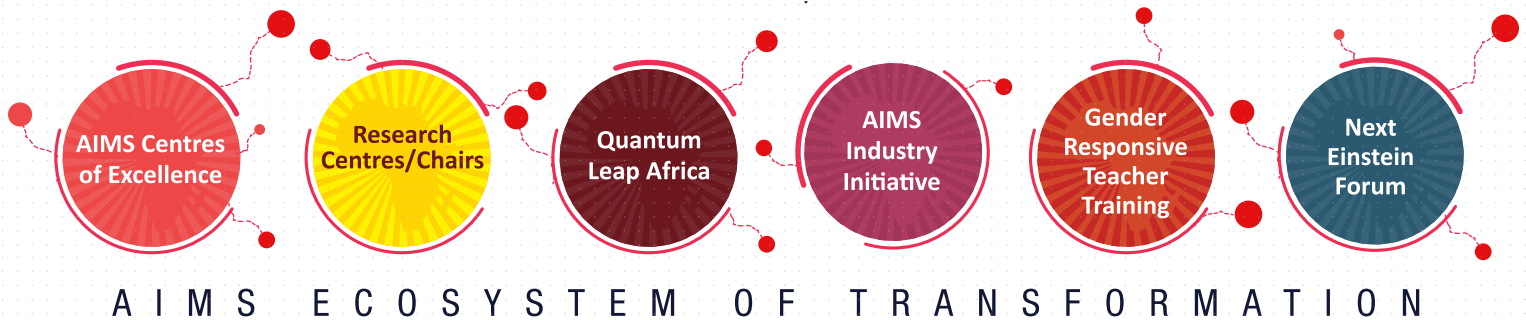 AIMS Centres
of Excellence
Research
Centres/Chairs
Quantum
Leap Africa
AIMS
Industry
Initiative
Gender
Responsive
Teacher
Training
Next
Einstein
Forum
AIMS ECOSYSTEM OF TRANSFORMATION